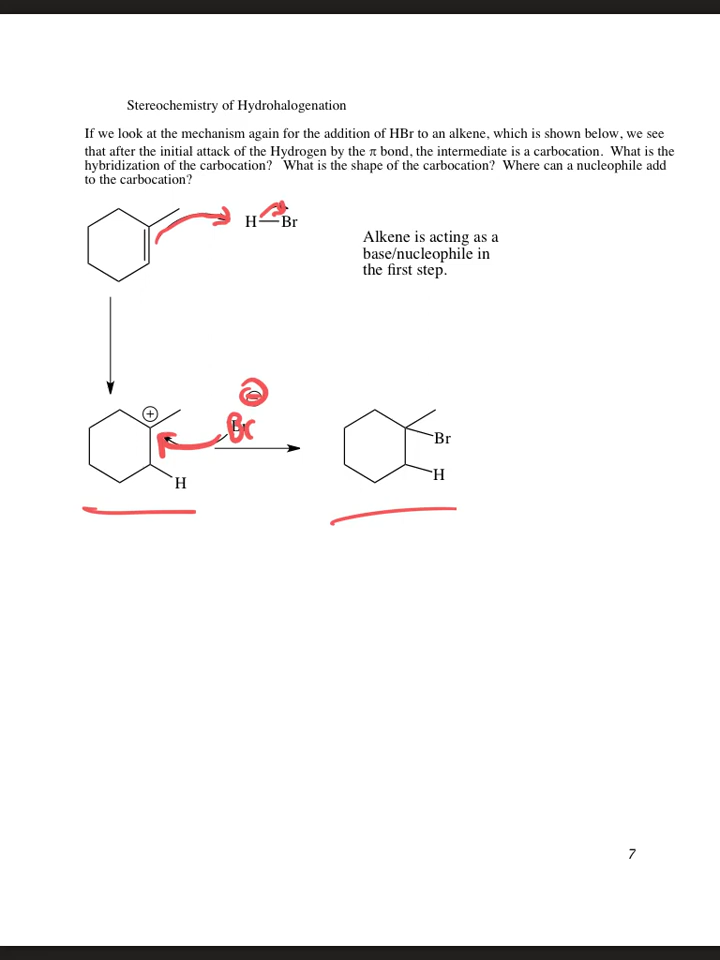 Stereochemistry of Hydrohalogenation
If we look at the mechanism again for the addition of HBr to an alkene, which is shown below, we see
that after the initial attack of the Hydrogen by the π bond, the intermediate is a carbocation.  What is the
hybridization of the carbocation?  What is the shape of the carbocation?  Where can a nucleophile add
to the carbocation?
H—Br
Alkene is acting as a
base/nucleophile in
the first step.
+
Br
H
Br
H
7